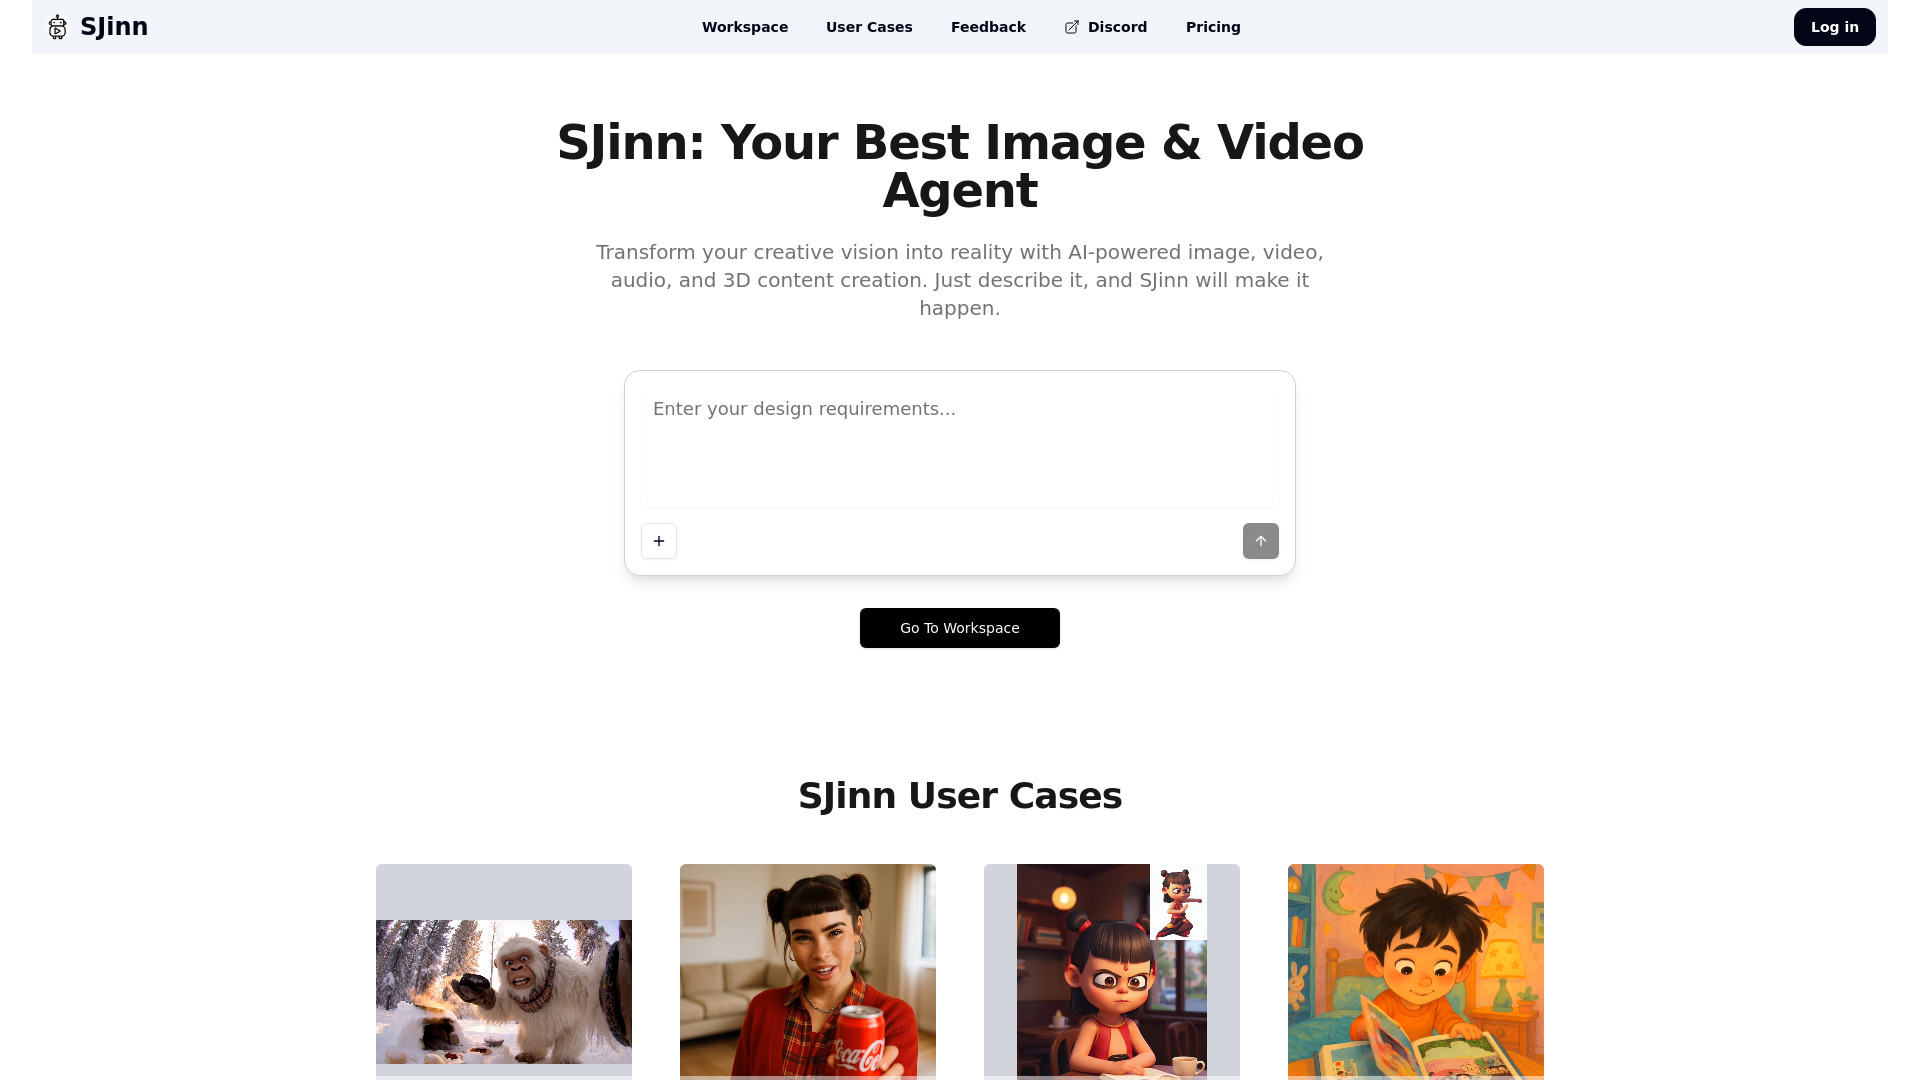 SJinn
Workspace
User Cases
Feedback
Discord
Pricing
Log in
SJinn: Your Best Image & Video
Agent
Transform your creative vision into reality with AI-powered image, video,
audio, and 3D content creation. Just describe it, and SJinn will make it
happen.
Enter your design requirements...
Go To Workspace
SJinn User Cases
Coca-Cola